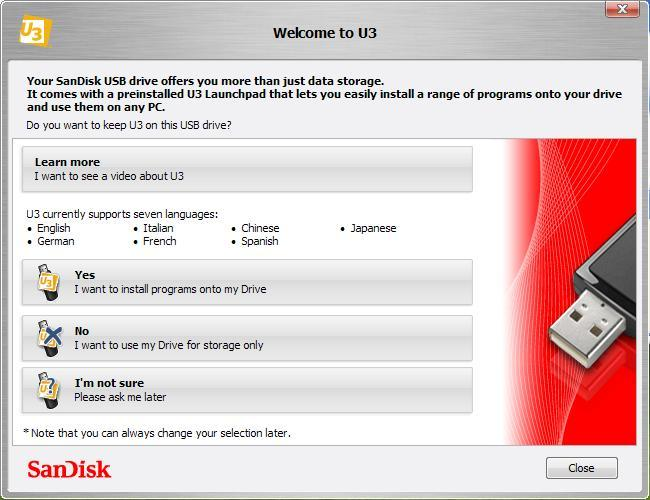 U3
Welcome to U3
Your SanDisk USB drive offers you more than just data storage.
It comes with a preinstalled U3 Launchpad that lets you easily install a range of programs onto your drive
and use them on any PC.
Do you want to keep U3 on this USB drive?
Learn more
I want to see a video about U3
U3 currently supports seven languages:
• English • Italian • Chinese • Japanese
• German • French • Spanish
U3
Yes
I want to install programs onto my Drive
No
I want to use my Drive for storage only
U?
I'm not sure
Please ask me later
* Note that you can always change your selection later.
SanDisk
Close